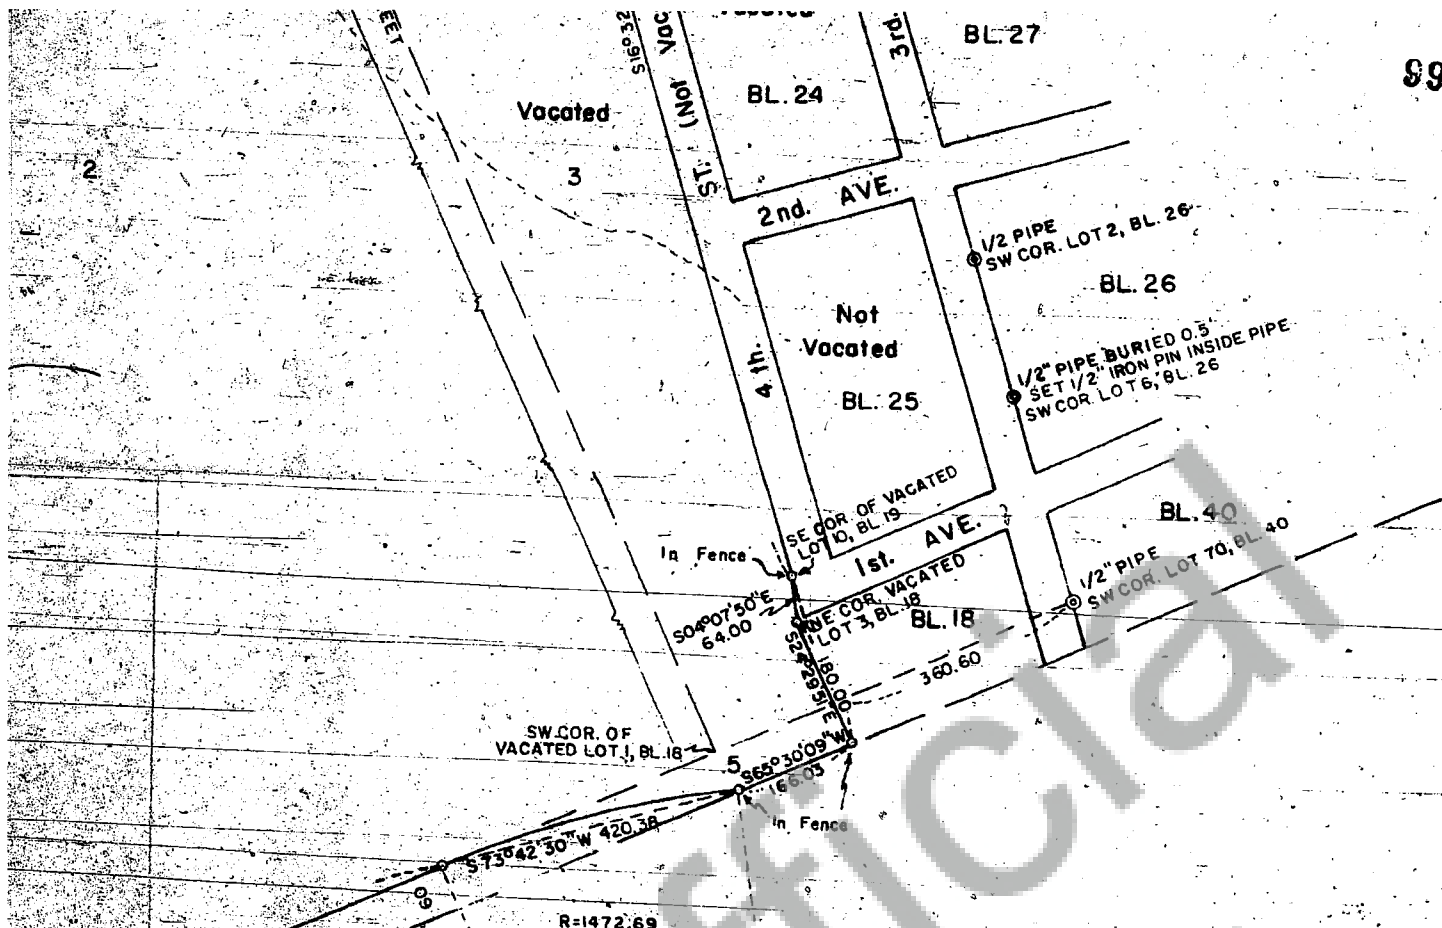 EET
S16°32
(Not Vac
ST.
3rd.
BL. 27
99
BL. 24
Vacated
2
3
2nd. AVE.
1/2 PIPE
SW COR. LOT 2, BL. 26
BL. 26
Not
Vacated
BL. 25
4 th.
1/2" PIPE BURIED 0.5'
SET 1/2" IRON PIN INSIDE PIPE
SW COR. LOT 6, BL. 26
SE COR. OF VACATED
LOT 10, BL. 19
In Fence
1st. AVE.
BL. 40
1/2" PIPE
SW COR. LOT 70, BL. 40
S04°07'50"E
64.00
NE COR. VACATED
LOT 3, BL. 18
BL. 18
180.00
360.60
SW COR. OF
VACATED LOT 1, BL. 18
5
S65°30'09"W
166.03
In Fence
S 73°42'30"W 420.38
60
R=1472.69
fficial